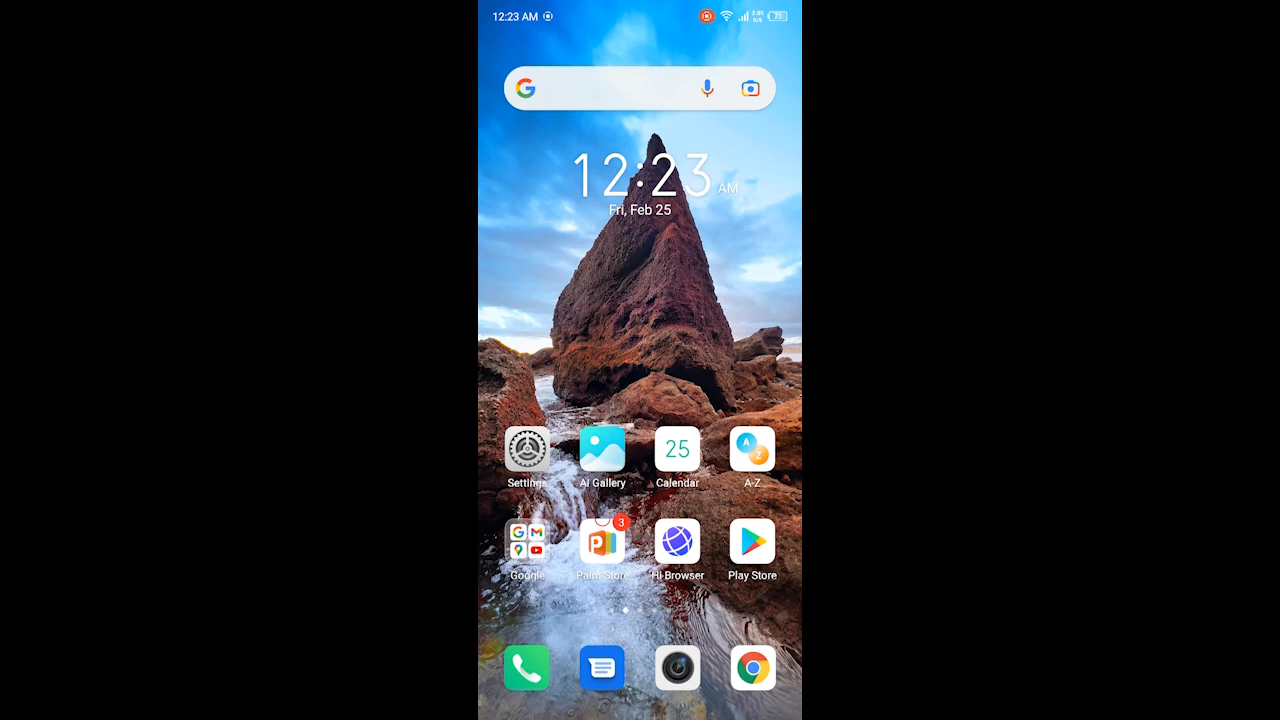 12:23 AM
71
12:23 AM
Fri, Feb 25
25
A
Z
Settings
AI Gallery
Calendar
A-Z
3
Google
Palm Store
Hi Browser
Play Store